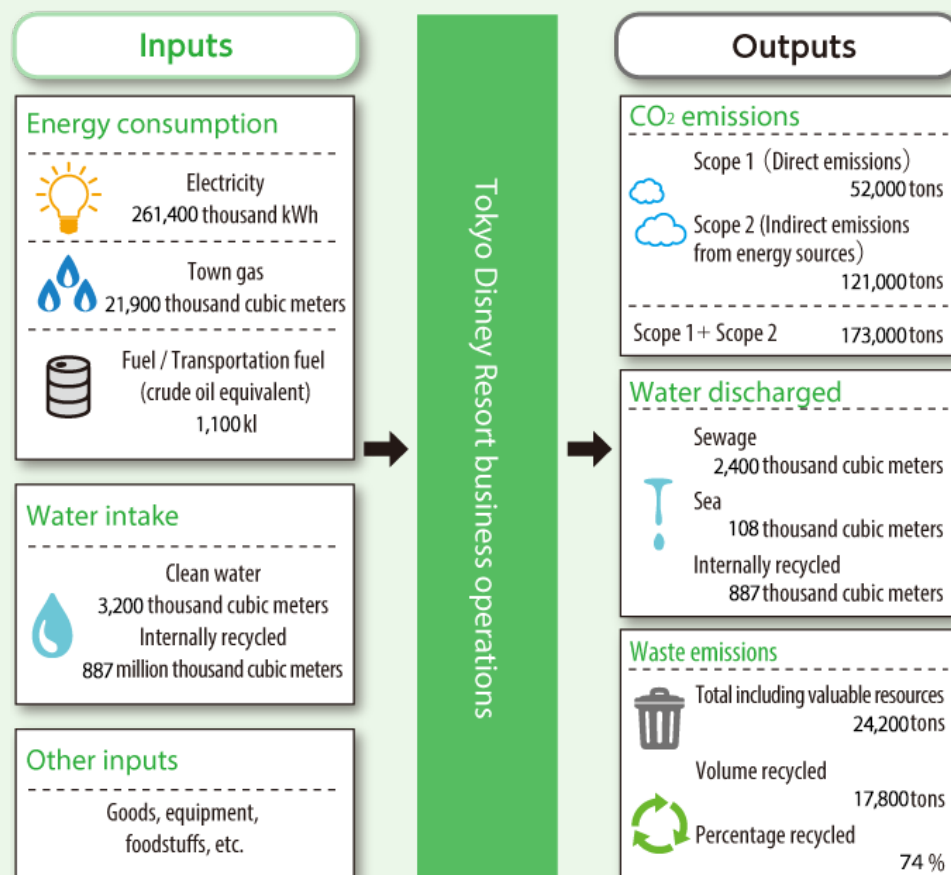 Inputs
Energy consumption
Electricity
261,400 thousand kWh
Town gas
21,900 thousand cubic meters
Fuel / Transportation fuel
(crude oil equivalent)
1,100 kl
Water intake
Clean water
3,200 thousand cubic meters
Internally recycled
887 million thousand cubic meters
Other inputs
Goods, equipment,
foodstuffs, etc.
Tokyo Disney Resort business operations
Outputs
CO2 emissions
Scope 1 (Direct emissions)
52,000 tons
Scope 2 (Indirect emissions
from energy sources)
121,000 tons
Scope 1+ Scope 2 173,000 tons
Water discharged
Sewage
2,400 thousand cubic meters
Sea
108 thousand cubic meters
Internally recycled
887 thousand cubic meters
Waste emissions
Total including valuable resources
24,200 tons
Volume recycled
17,800 tons
Percentage recycled
74 %